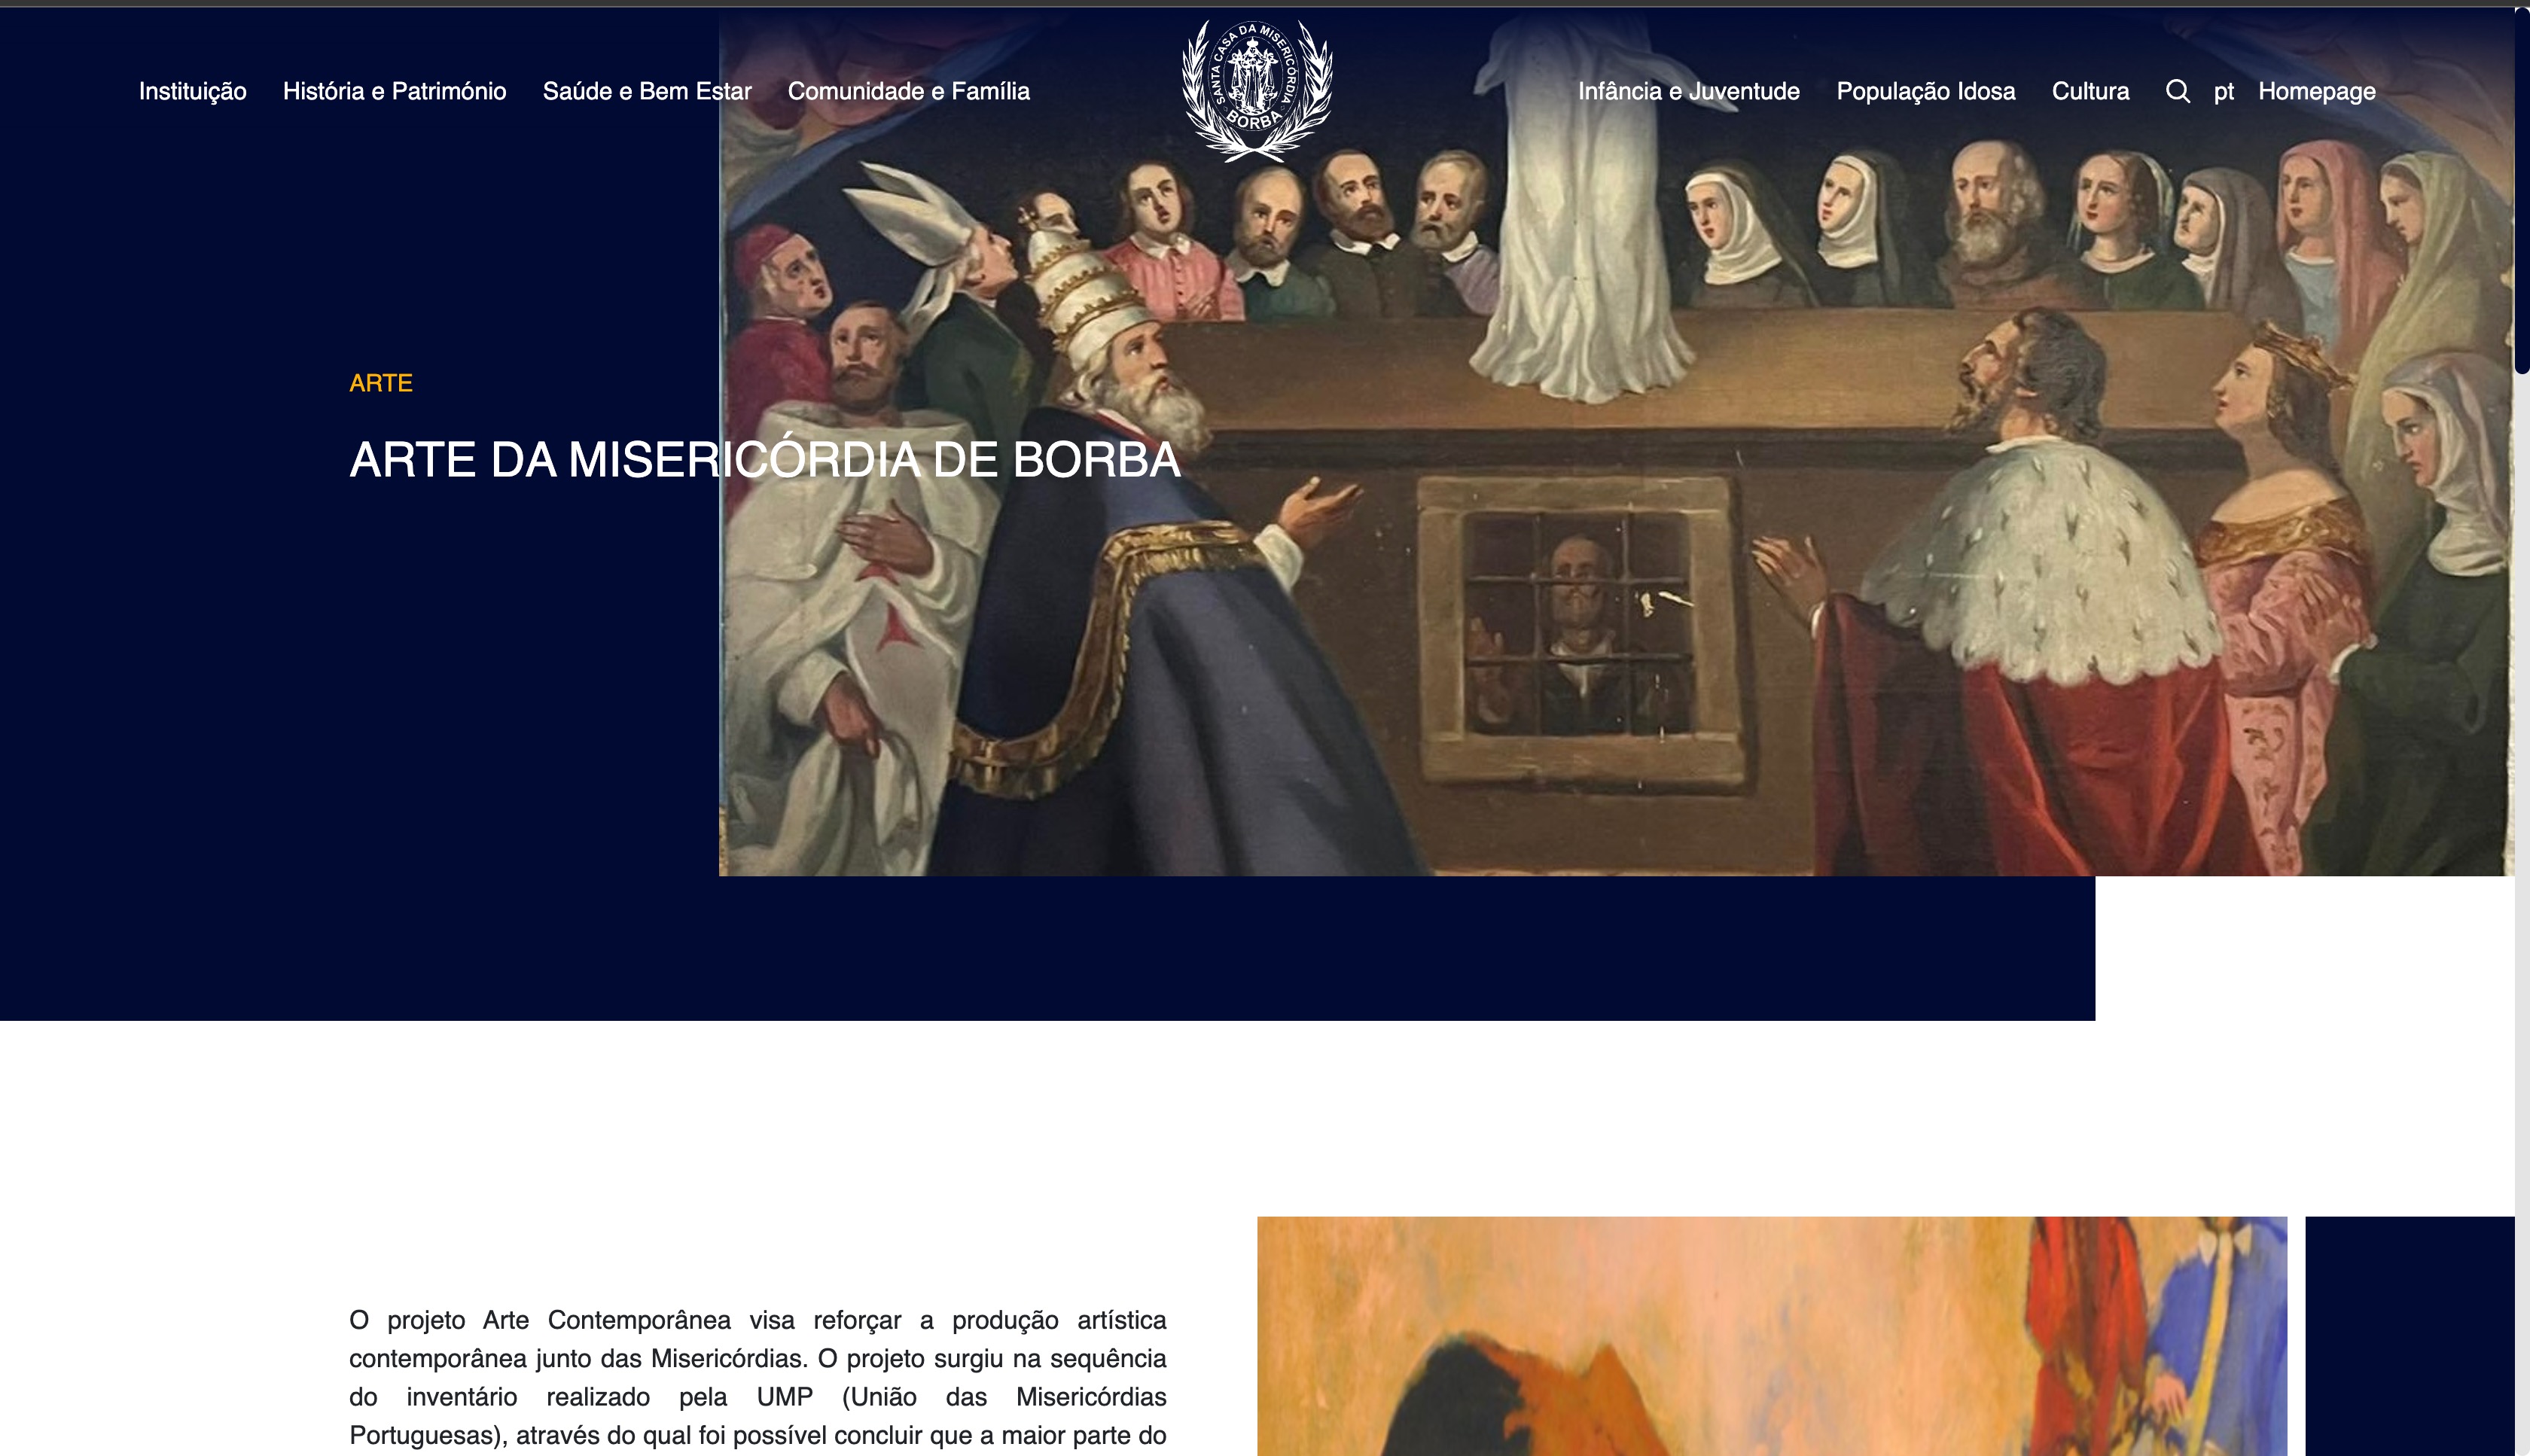 Instituição História e Património Saúde e Bem Estar Comunidade e Família
SANTA CASA DA MISERICÓRDIA
BORBA
Infância e Juventude População Idosa Cultura pt Homepage
ARTE
ARTE DA MISERICÓRDIA DE BORBA
O projeto Arte Contemporânea visa reforçar a produção artística
contemporânea junto das Misericórdias. O projeto surgiu na sequência
do inventário realizado pela UMP (União das Misericórdias
Portuguesas), através do qual foi possível concluir que a maior parte do